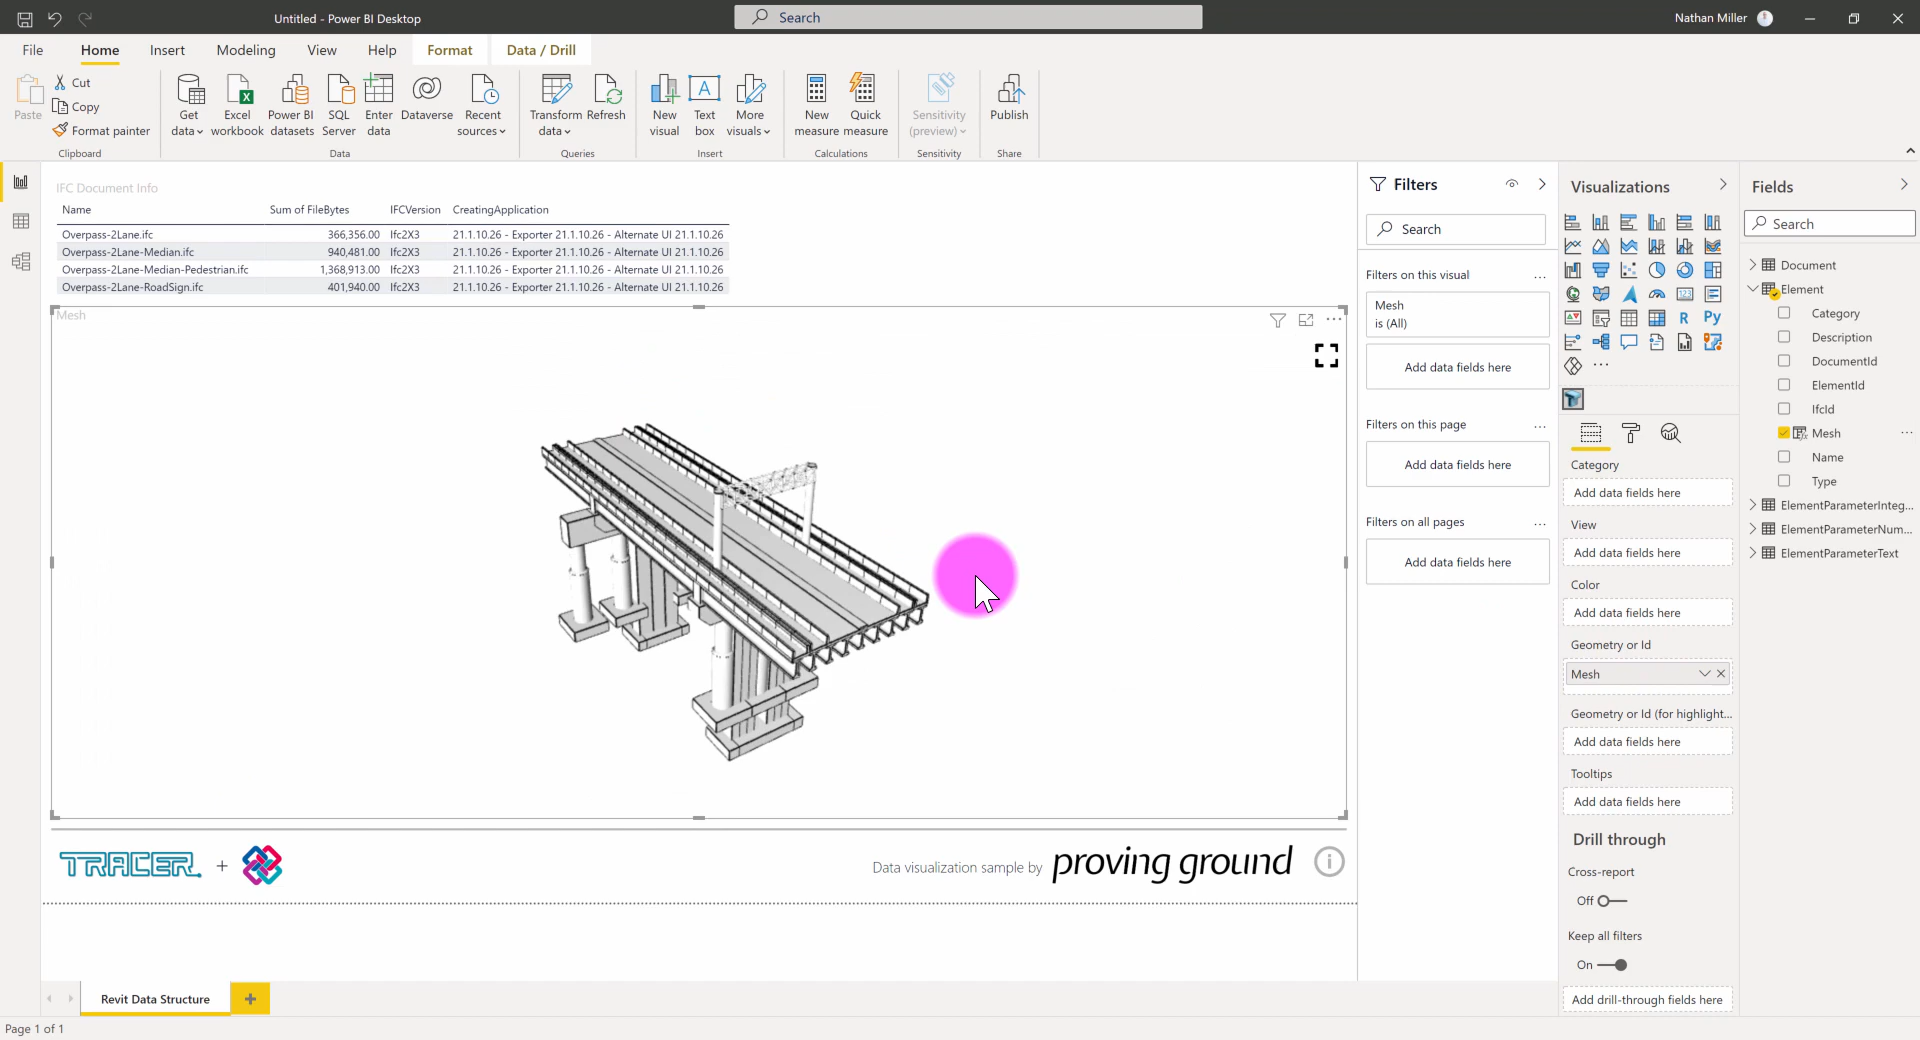 Untitled - Power BI Desktop
Search
Nathan Miller
File
Home
Insert
Modeling
View
Help
Format
Data / Drill
Paste
Cut
Copy
Format painter
Clipboard
Get data
Excel workbook
Power BI datasets
SQL Server
Enter data
Dataverse
Recent sources
Data
Transform data
Refresh
Queries
New visual
Text box
More visuals
Insert
New measure
Quick measure
Calculations
Sensitivity (preview)
Sensitivity
Publish
Share
IFC Document Info
Name Sum of FileBytes IFCVersion CreatingApplication
Overpass-2Lane.ifc 366,356.00 Ifc2X3 21.1.10.26 - Exporter 21.1.10.26 - Alternate UI 21.1.10.26
Overpass-2Lane-Median.ifc 940,481.00 Ifc2X3 21.1.10.26 - Exporter 21.1.10.26 - Alternate UI 21.1.10.26
Overpass-2Lane-Median-Pedestrian.ifc 1,368,913.00 Ifc2X3 21.1.10.26 - Exporter 21.1.10.26 - Alternate UI 21.1.10.26
Overpass-2Lane-RoadSign.ifc 401,940.00 Ifc2X3 21.1.10.26 - Exporter 21.1.10.26 - Alternate UI 21.1.10.26
Mesh
TRACER + 
Data visualization sample by proving ground
Revit Data Structure
Page 1 of 1
Filters
Search
Filters on this visual ...
Mesh
is (All)
Add data fields here
Filters on this page ...
Add data fields here
Filters on all pages ...
Add data fields here
Visualizations
123
R
Py
...
Category
Add data fields here
View
Add data fields here
Color
Add data fields here
Geometry or Id
Mesh
Geometry or Id (for highlight...
Add data fields here
Tooltips
Add data fields here
Drill through
Cross-report
Off
Keep all filters
On
Add drill-through fields here
Fields
Search
Document
Element
Category
Description
DocumentId
ElementId
IfcId
Mesh ...
Name
Type
ElementParameterInteg...
ElementParameterNum...
ElementParameterText